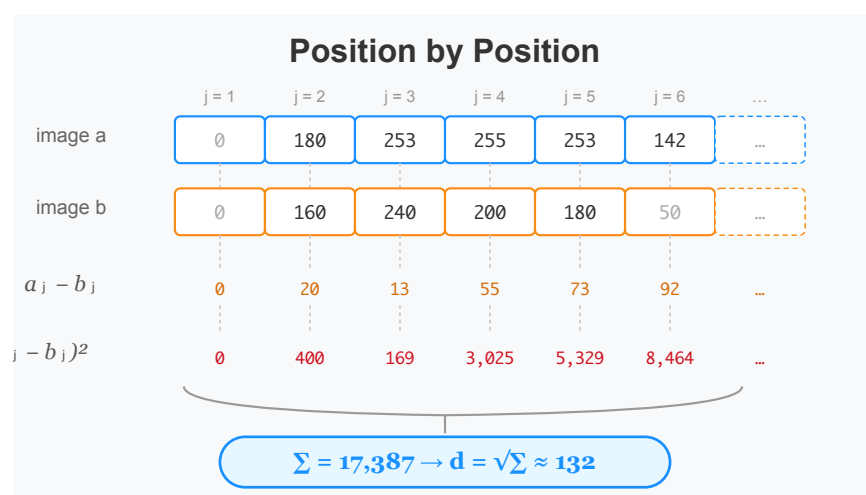 Position by Position
j = 1 j = 2 j = 3 j = 4 j = 5 j = 6 ...
image a 0 180 253 255 253 142 ...
image b 0 160 240 200 180 50 ...
a j − b j 0 20 13 55 73 92 ...
j − b j )² 0 400 169 3,025 5,329 8,464 ...
∑ = 17,387 → d = √∑ ≈ 132